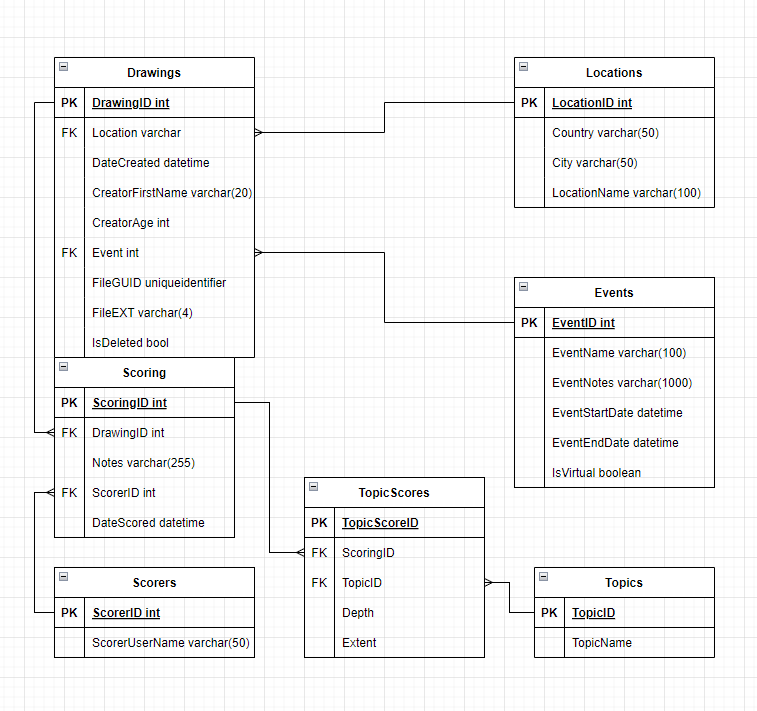 Drawings
PK DrawingID int
FK Location varchar
DateCreated datetime
CreatorFirstName varchar(20)
CreatorAge int
FK Event int
FileGUID uniqueidentifier
FileEXT varchar(4)
IsDeleted bool
Locations
PK LocationID int
Country varchar(50)
City varchar(50)
LocationName varchar(100)
Events
PK EventID int
EventName varchar(100)
EventNotes varchar(1000)
EventStartDate datetime
EventEndDate datetime
IsVirtual boolean
Scoring
PK ScoringID int
FK DrawingID int
Notes varchar(255)
FK ScorerID int
DateScored datetime
TopicScores
PK TopicScoreID
FK ScoringID
FK TopicID
Depth
Extent
Scorers
PK ScorerID int
ScorerUserName varchar(50)
Topics
PK TopicID
TopicName